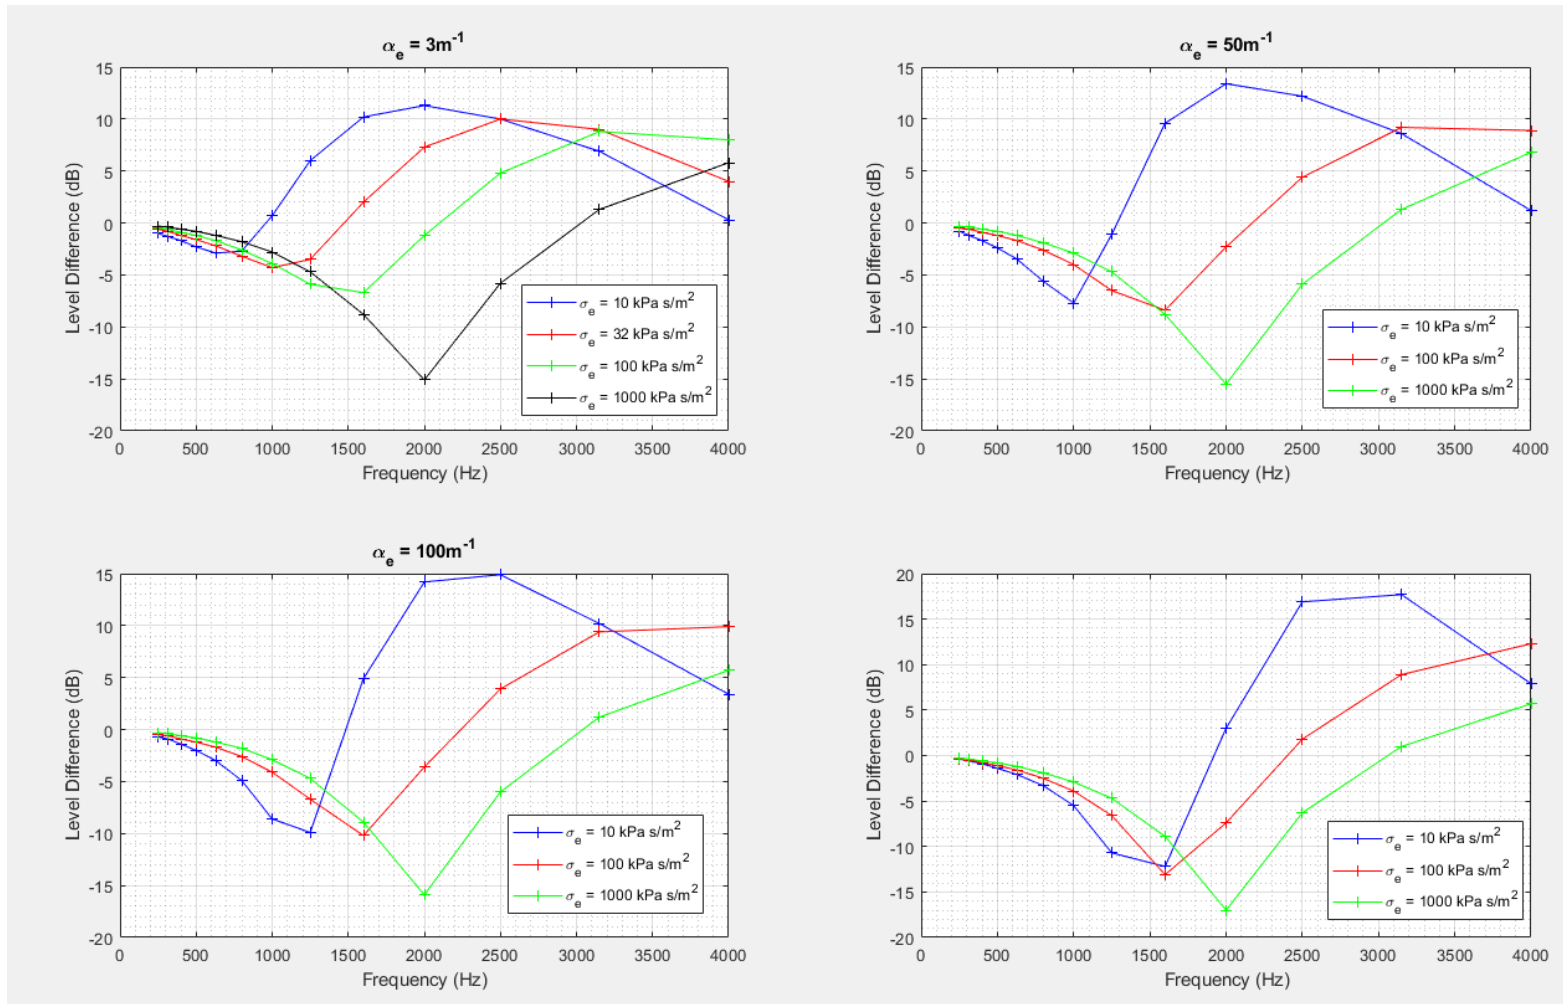 αe = 3m-1
15
10
5
0
-5
-10
-15
-20
Level Difference (dB)
0 500 1000 1500 2000 2500 3000 3500 4000
Frequency (Hz)
σe = 10 kPa s/m2
σe = 32 kPa s/m2
σe = 100 kPa s/m2
σe = 1000 kPa s/m2
αe = 50m-1
15
10
5
0
-5
-10
-15
-20
Level Difference (dB)
0 500 1000 1500 2000 2500 3000 3500 4000
Frequency (Hz)
σe = 10 kPa s/m2
σe = 100 kPa s/m2
σe = 1000 kPa s/m2
αe = 100m-1
15
10
5
0
-5
-10
-15
-20
Level Difference (dB)
0 500 1000 1500 2000 2500 3000 3500 4000
Frequency (Hz)
σe = 10 kPa s/m2
σe = 100 kPa s/m2
σe = 1000 kPa s/m2
20
15
10
5
0
-5
-10
-15
-20
Level Difference (dB)
0 500 1000 1500 2000 2500 3000 3500 4000
Frequency (Hz)
σe = 10 kPa s/m2
σe = 100 kPa s/m2
σe = 1000 kPa s/m2